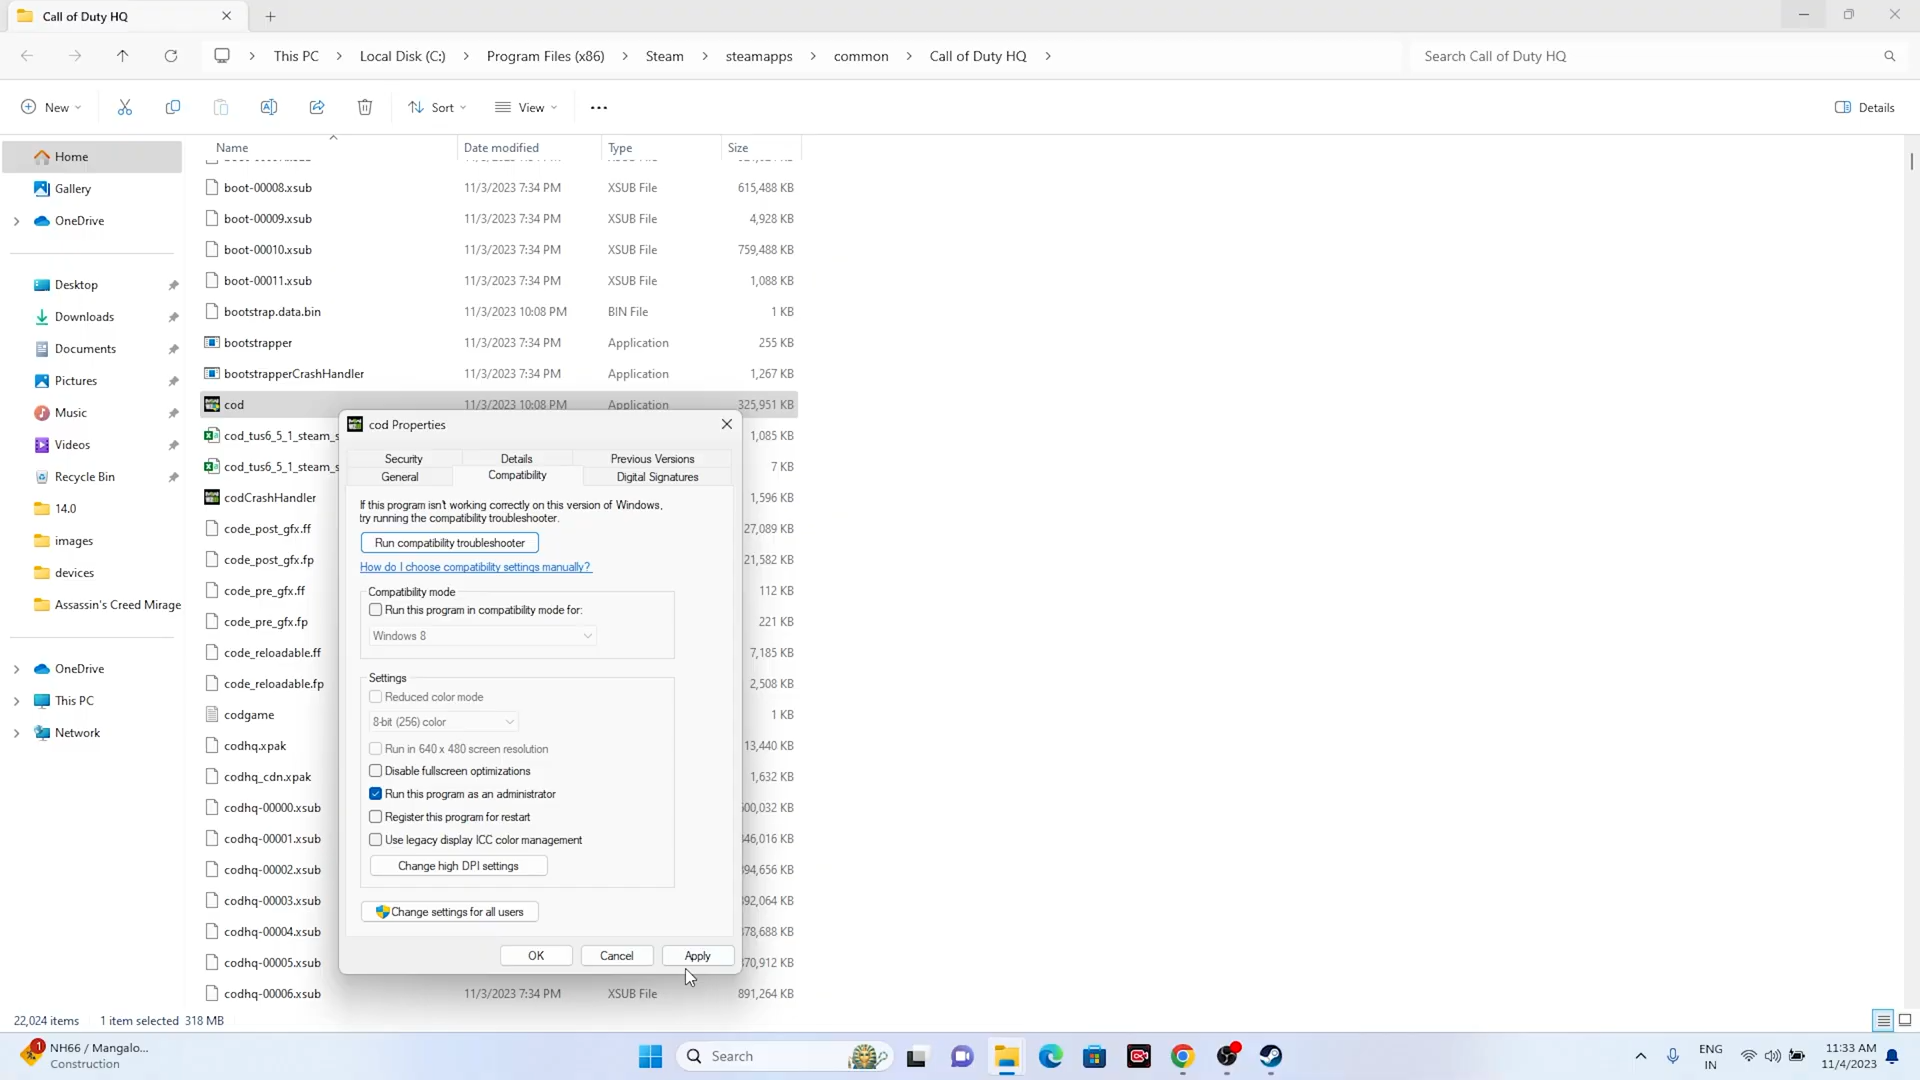 Call of Duty HQ
This PC
Local Disk (C:)
Program Files (x86)
Steam
steamapps
common
Call of Duty HQ
Search Call of Duty HQ
New
Sort
View
Details
Name
Date modified
Type
Size
Home
Gallery
OneDrive
Desktop
Downloads
Documents
Pictures
Music
Videos
Recycle Bin
14.0
images
devices
Assassin's Creed Mirage
OneDrive
This PC
Network
boot-00008.xsub 11/3/2023 7:34 PM XSUB File 615,488 KB
boot-00009.xsub 11/3/2023 7:34 PM XSUB File 4,928 KB
boot-00010.xsub 11/3/2023 7:34 PM XSUB File 759,488 KB
boot-00011.xsub 11/3/2023 7:34 PM XSUB File 1,088 KB
bootstrap.data.bin 11/3/2023 10:08 PM BIN File 1 KB
bootstrapper 11/3/2023 7:34 PM Application 255 KB
bootstrapperCrashHandler 11/3/2023 7:34 PM Application 1,267 KB
cod 11/3/2023 10:08 PM Application 325,951 KB
cod_tus6_5_1_steam_s 1,085 KB
cod_tus6_5_1_steam_s 7 KB
codCrashHandler 1,596 KB
code_post_gfx.ff 27,089 KB
code_post_gfx.fp 21,582 KB
code_pre_gfx.ff 112 KB
code_pre_gfx.fp 221 KB
code_reloadable.ff 7,185 KB
code_reloadable.fp 2,508 KB
codgame 1 KB
codhq.xpak 13,440 KB
codhq_cdn.xpak 1,632 KB
codhq-00000.xsub 00,032 KB
codhq-00001.xsub 46,016 KB
codhq-00002.xsub 94,656 KB
codhq-00003.xsub 92,064 KB
codhq-00004.xsub 78,688 KB
codhq-00005.xsub 70,912 KB
codhq-00006.xsub 11/3/2023 7:34 PM XSUB File 891,264 KB
cod Properties
Security
Details
Previous Versions
General
Compatibility
Digital Signatures
If this program isn't working correctly on this version of Windows,
try running the compatibility troubleshooter.
Run compatibility troubleshooter
How do I choose compatibility settings manually?
Compatibility mode
Run this program in compatibility mode for:
Windows 8
Settings
Reduced color mode
8-bit (256) color
Run in 640 x 480 screen resolution
Disable fullscreen optimizations
Run this program as an administrator
Register this program for restart
Use legacy display ICC color management
Change high DPI settings
Change settings for all users
OK
Cancel
Apply
22,024 items
1 item selected 318 MB
1
NH66 / Mangalo...
Construction
Search
ENG
IN
11:33 AM
11/4/2023